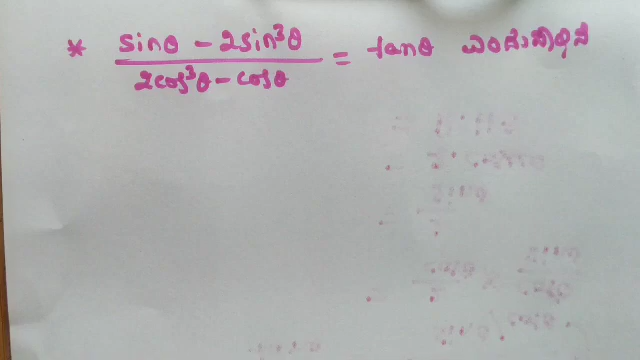 * sinθ - 2sin³θ / 2cos³θ - cosθ = tanθ ಎಂದು ಸಾಧಿಸಿ